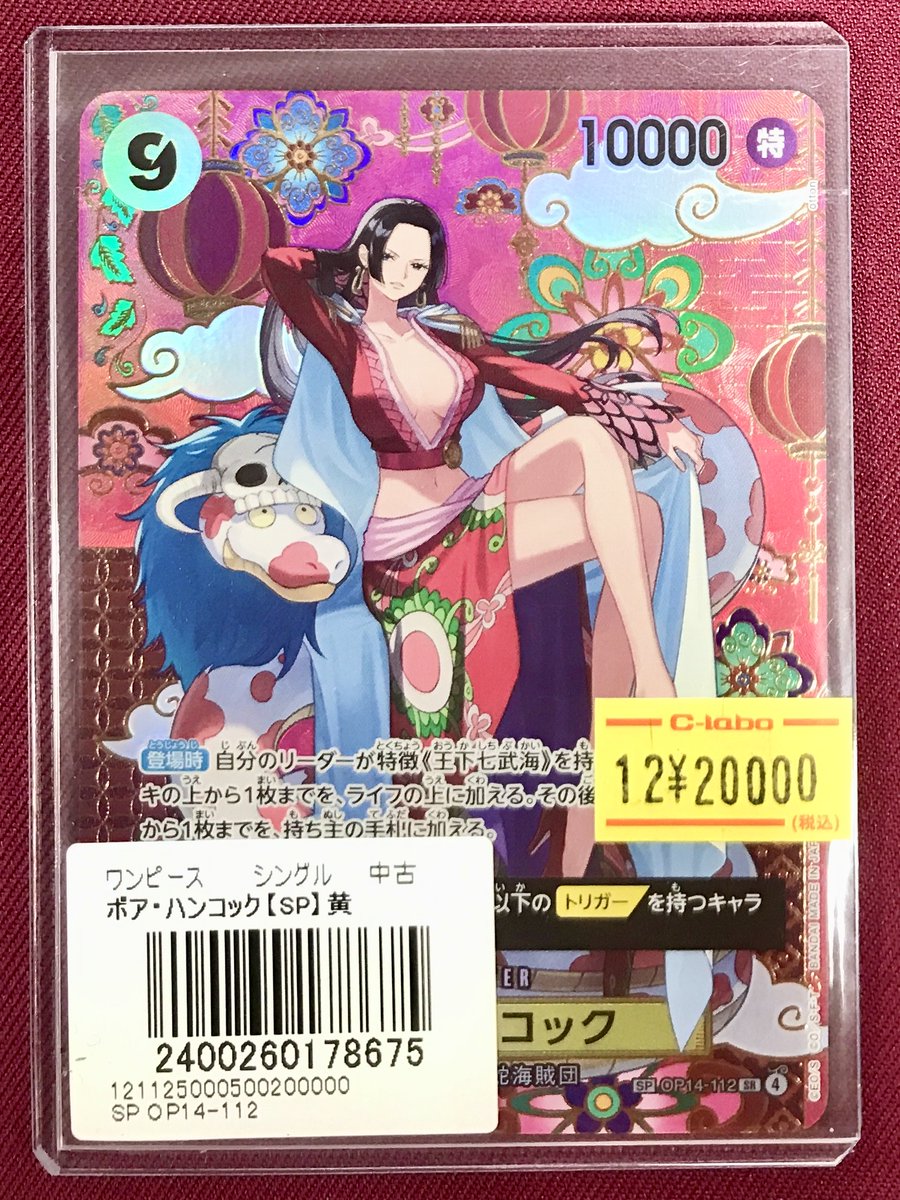 9
10000 特
otton
登場時 自分のリーダーが特徴《王下七武海》を持
キの上から1枚までを、ライフの上に加える。その後
から1枚までを、持ち主の手札に加える。
C-labo
12¥20000
(税込)
以下の トリガー を持つキャラ
ER
コック
蛇海賊団
SP OP14-112 SR 4
BANDAI MADE IN JAP
ワンピース シングル 中古
ボア・ハンコック【SP】黄
2400260178675
121125000500200000
SP OP14-112